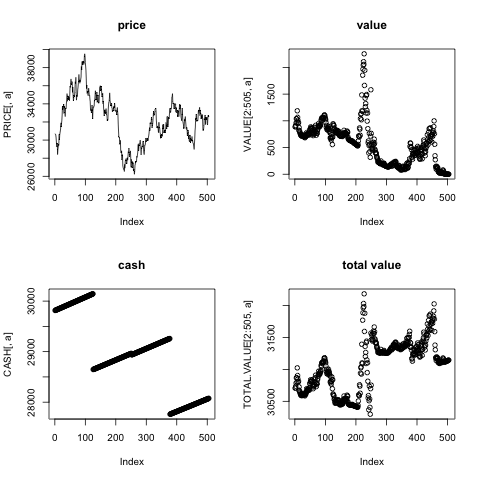 price
PRICE[, a]
26000 30000 34000 38000
0 100 200 300 400 500
Index
value
VALUE[2:505, a]
0 500 1500
0 100 200 300 400 500
Index
cash
CASH[, a]
28000 29000 30000
0 100 200 300 400 500
Index
total value
TOTAL.VALUE[2:505, a]
30500 31500
0 100 200 300 400 500
Index